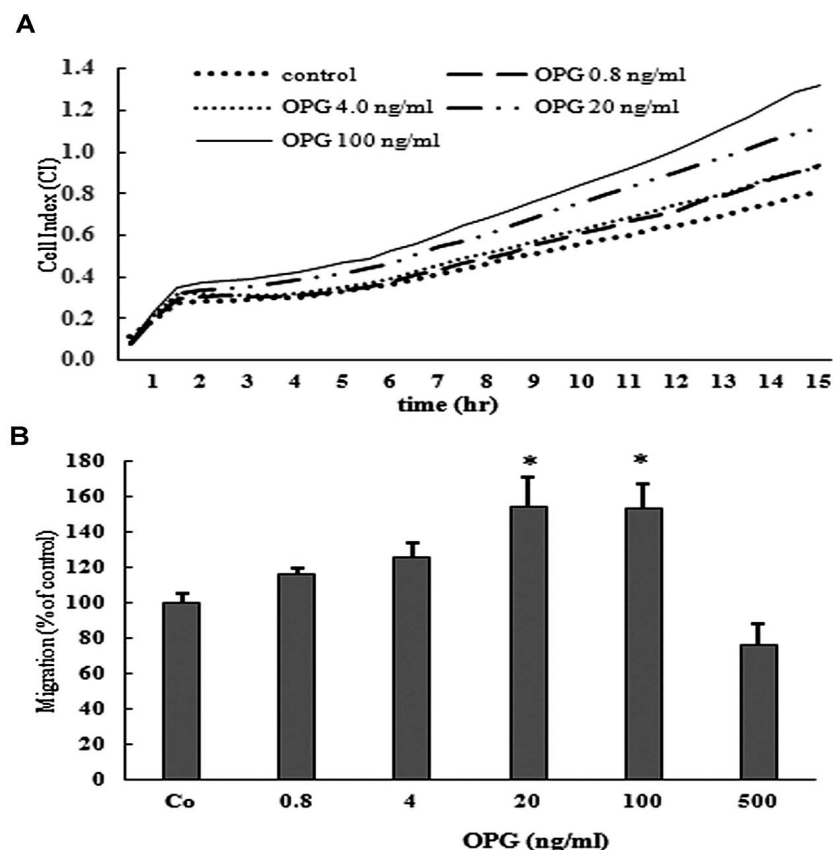 A
1.4
1.2
1.0
0.8
0.6
0.4
0.2
0.0
Cell Index (CI)
control
OPG 0.8 ng/ml
OPG 4.0 ng/ml
OPG 20 ng/ml
OPG 100 ng/ml
1 2 3 4 5 6 7 8 9 10 11 12 13 14 15
time (hr)
B
180
160
140
120
100
80
60
40
20
0
Migration (% of control)
* *
Co 0.8 4 20 100 500
OPG (ng/ml)